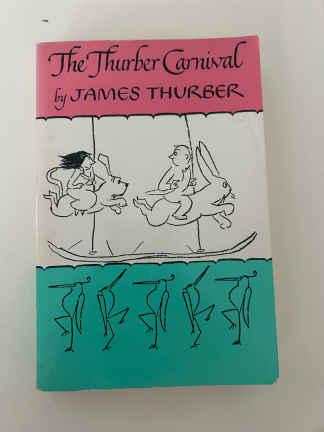 The Thurber Carnival
by JAMES THURBER